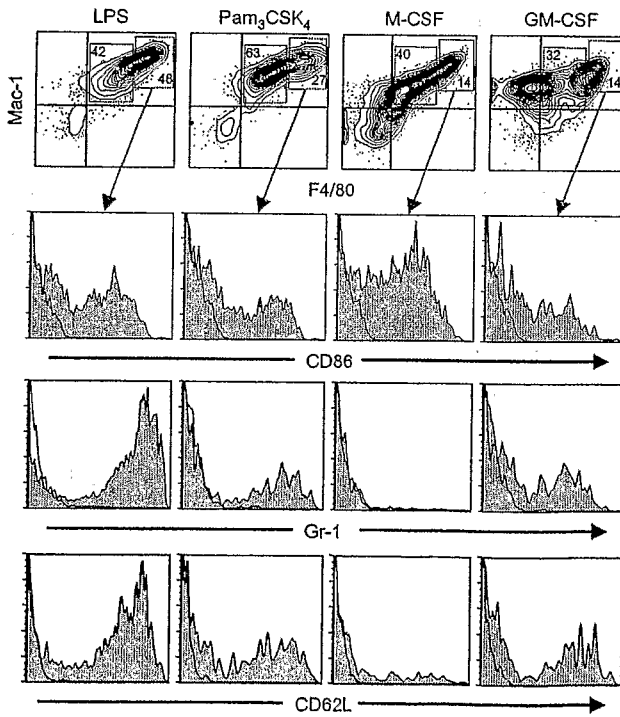 LPS Pam₃CSK₄ M-CSF GM-CSF
Mac-1
42 48
63 27
40 14
32 14
F4/80
CD86
Gr-1
CD62L